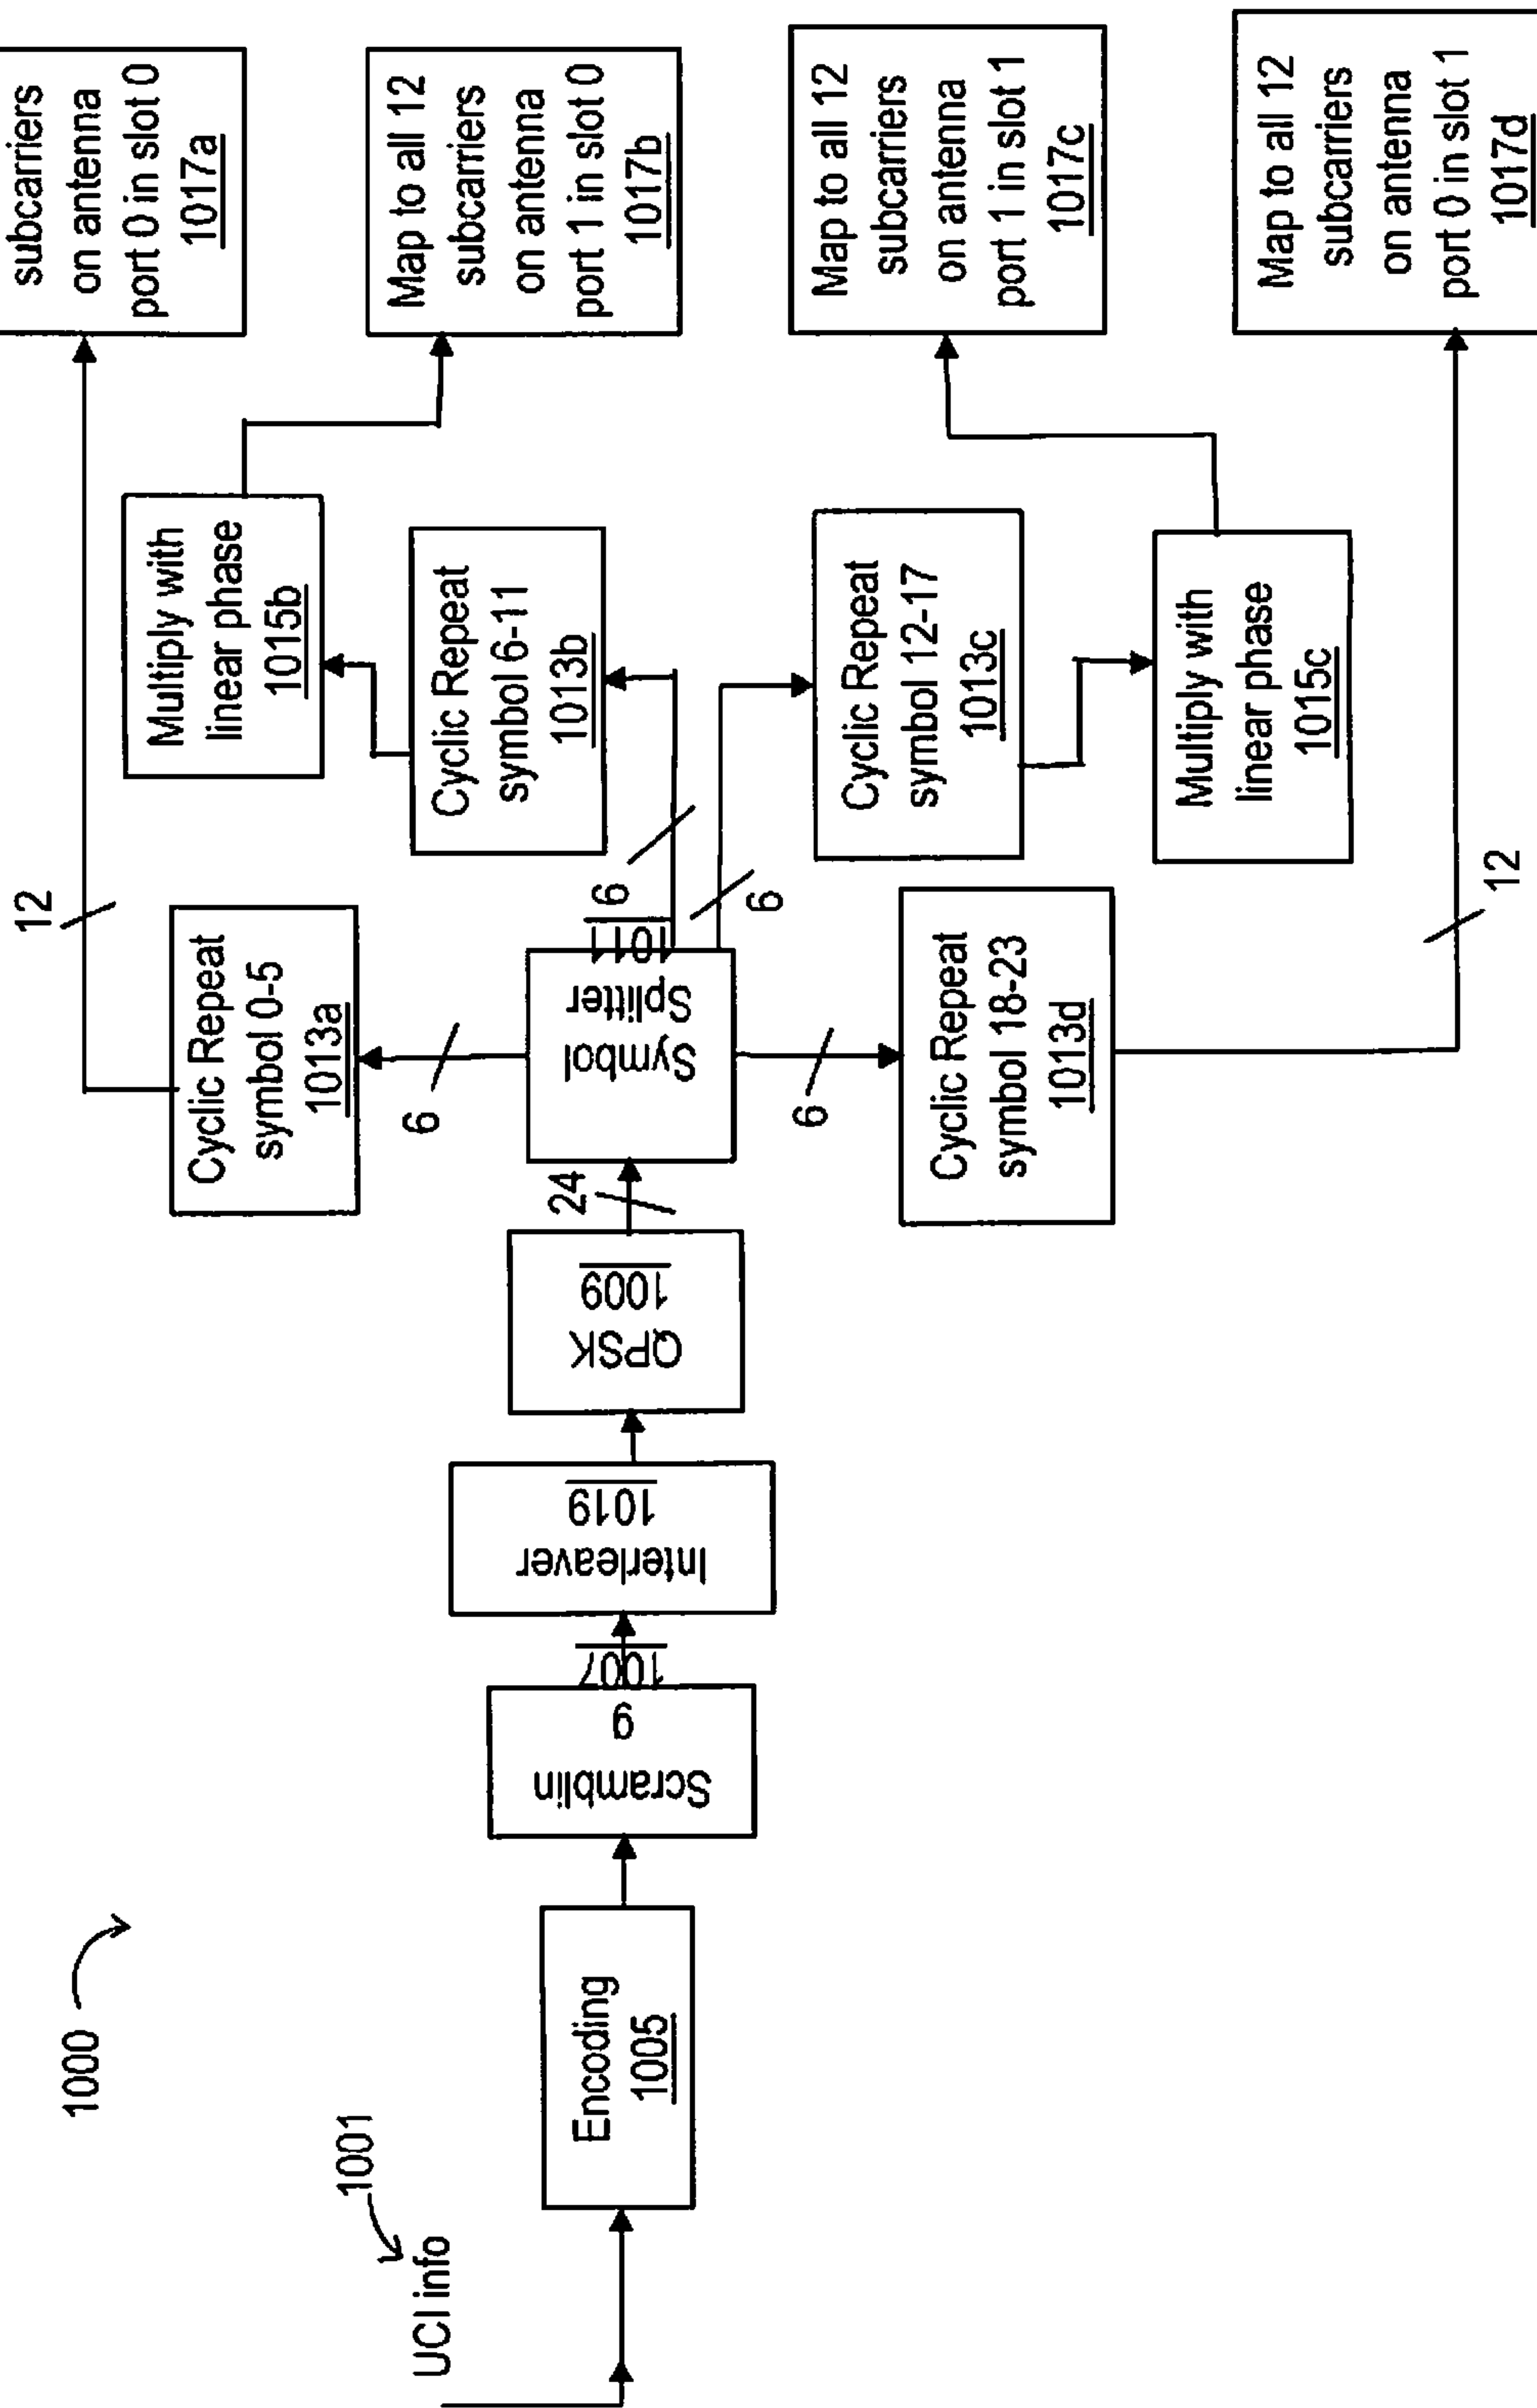 1000
1001
UCI info
Encoding
1005
Scramblin
g
1007
Interleaver
1019
QPSK
1009
24
Symbol
Splitter
1011
6
6
6
6
Cyclic Repeat
symbol 0-5
1013a
12
subcarriers
on antenna
port 0 in slot 0
1017a
Cyclic Repeat
symbol 6-11
1013b
Multiply with
linear phase
1015b
Map to all 12
subcarriers
on antenna
port 1 in slot 0
1017b
Cyclic Repeat
symbol 12-17
1013c
Multiply with
linear phase
1015c
Map to all 12
subcarriers
on antenna
port 1 in slot 1
1017c
Cyclic Repeat
symbol 18-23
1013d
12
Map to all 12
subcarriers
on antenna
port 0 in slot 1
1017d